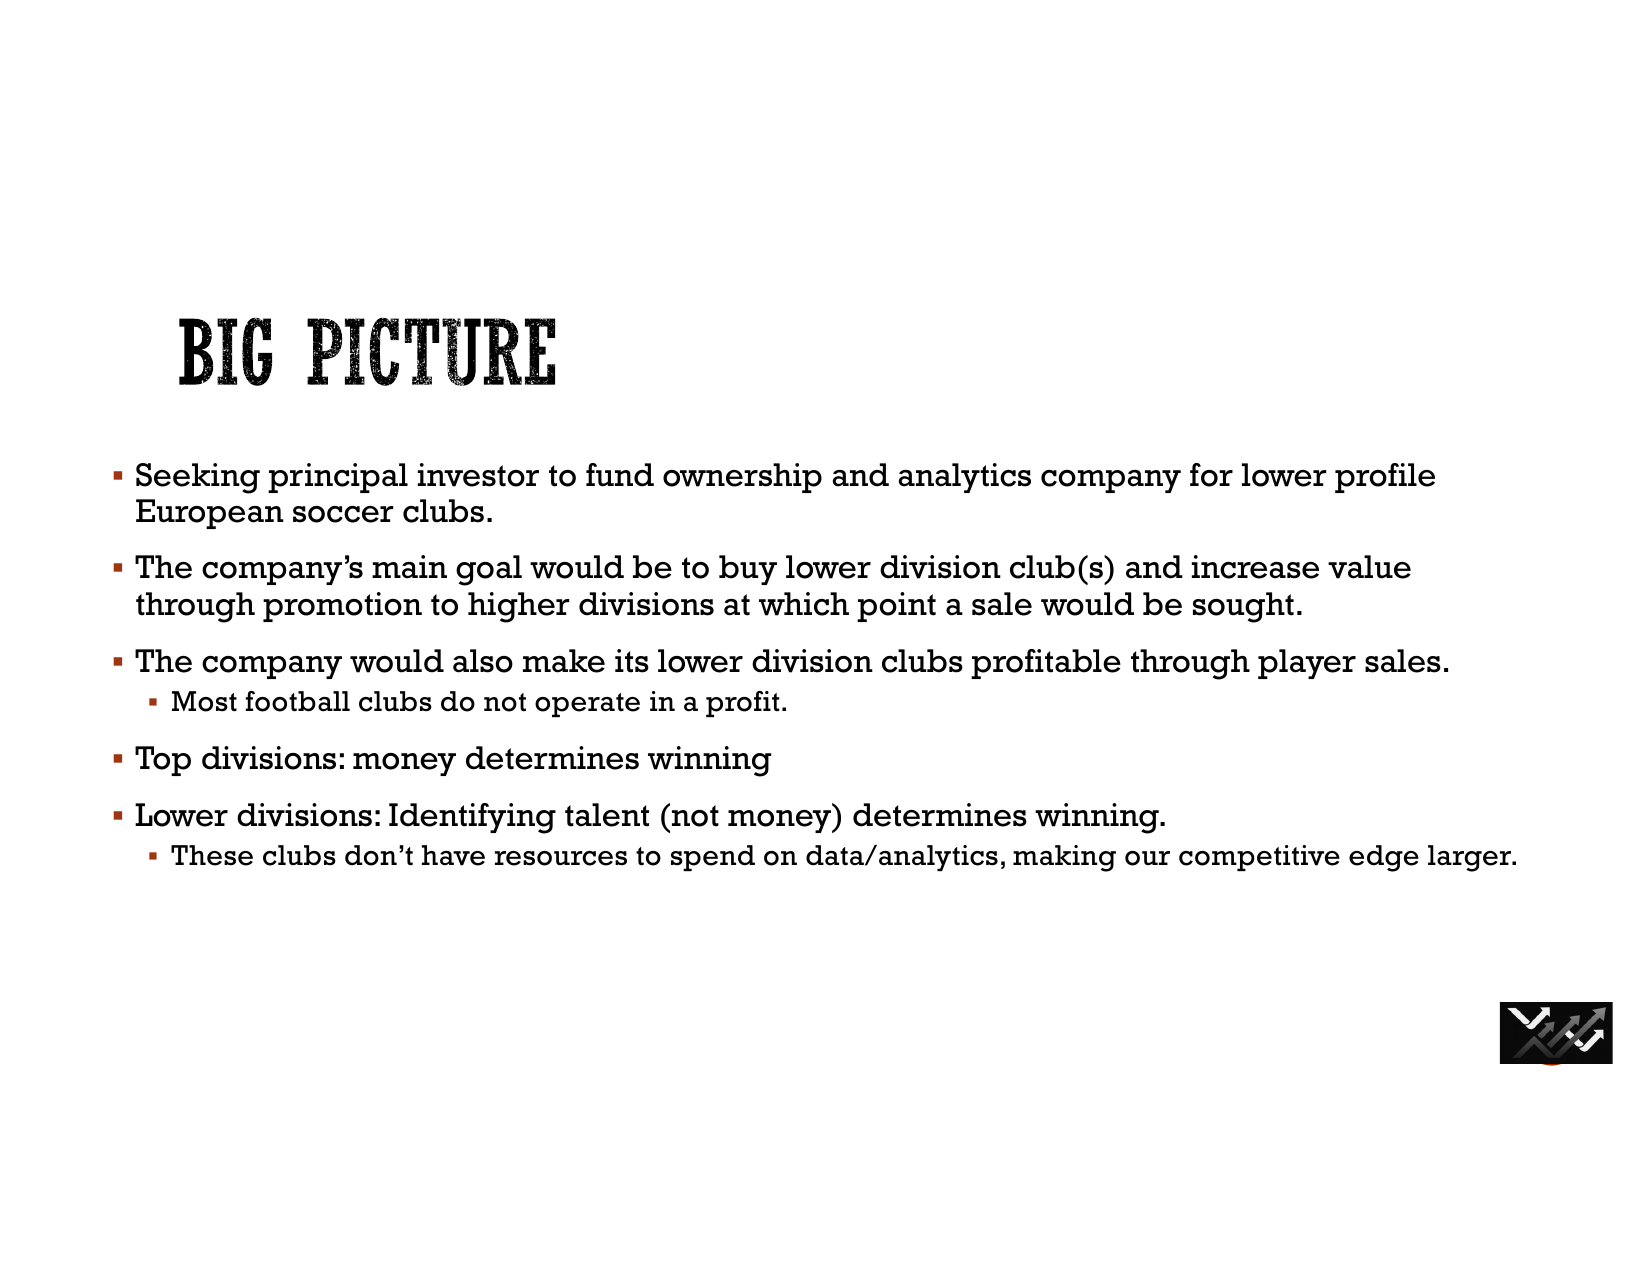 BIG PICTURE
▪ Seeking principal investor to fund ownership and analytics company for lower profile
European soccer clubs.
▪ The company’s main goal would be to buy lower division club(s) and increase value
through promotion to higher divisions at which point a sale would be sought.
▪ The company would also make its lower division clubs profitable through player sales.
▪ Most football clubs do not operate in a profit.
▪ Top divisions: money determines winning
▪ Lower divisions: Identifying talent (not money) determines winning.
▪ These clubs don’t have resources to spend on data/analytics, making our competitive edge larger.